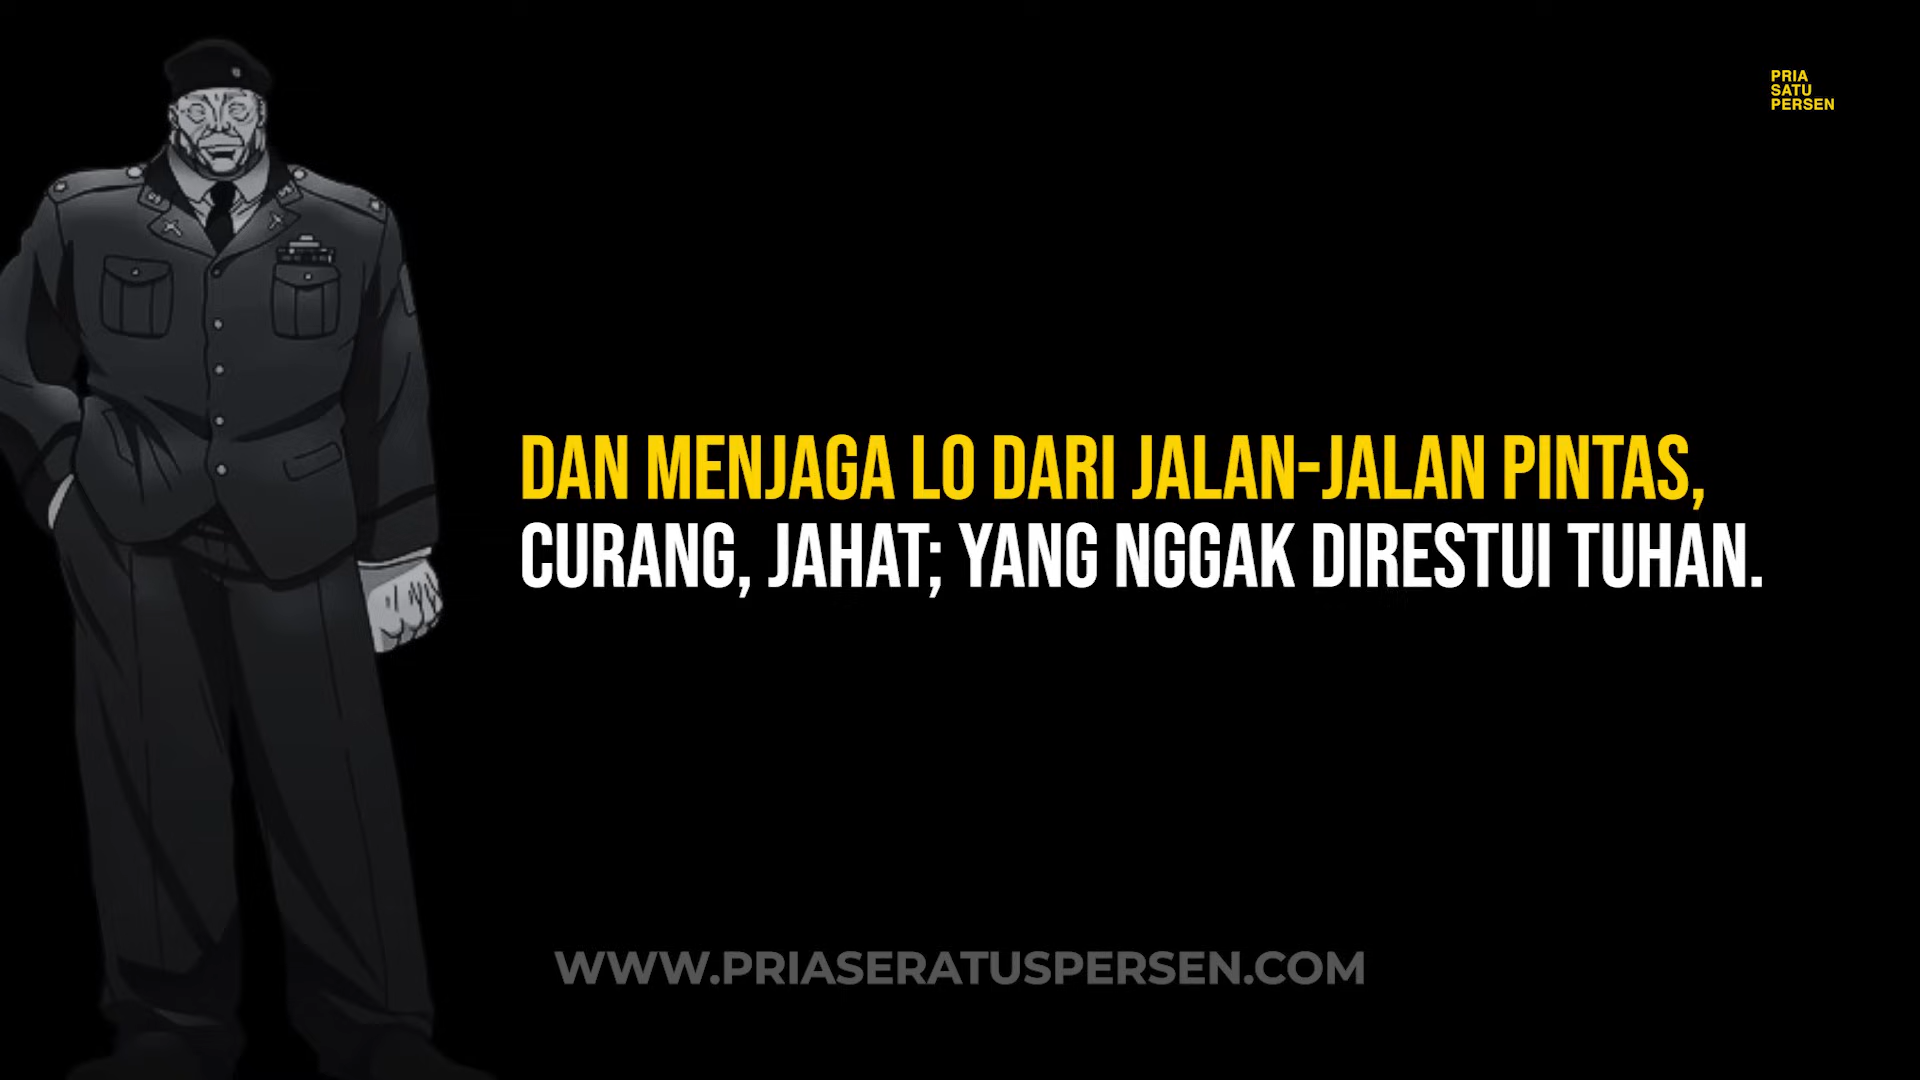 PRIA
SATU
PERSEN
DAN MENJAGA LO DARI JALAN-JALAN PINTAS,
CURANG, JAHAT; YANG NGGAK DIRESTUI TUHAN.
WWW.PRIASERATUSPERSEN.COM